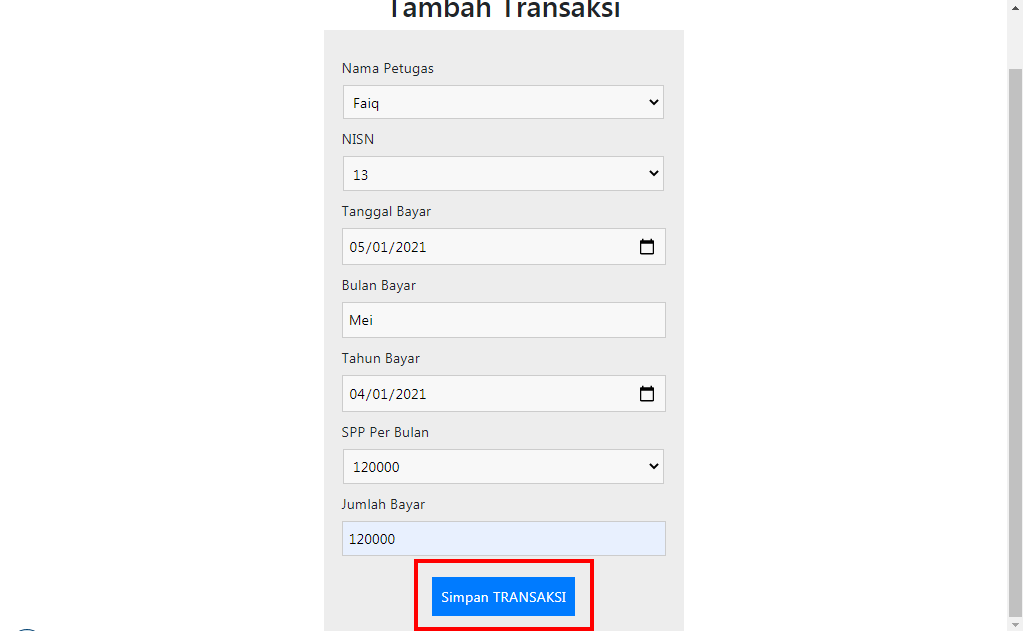 Tambah Transaksi
Nama Petugas
Faiq
NISN
13
Tanggal Bayar
05/01/2021
Bulan Bayar
Mei
Tahun Bayar
04/01/2021
SPP Per Bulan
120000
Jumlah Bayar
120000
Simpan TRANSAKSI